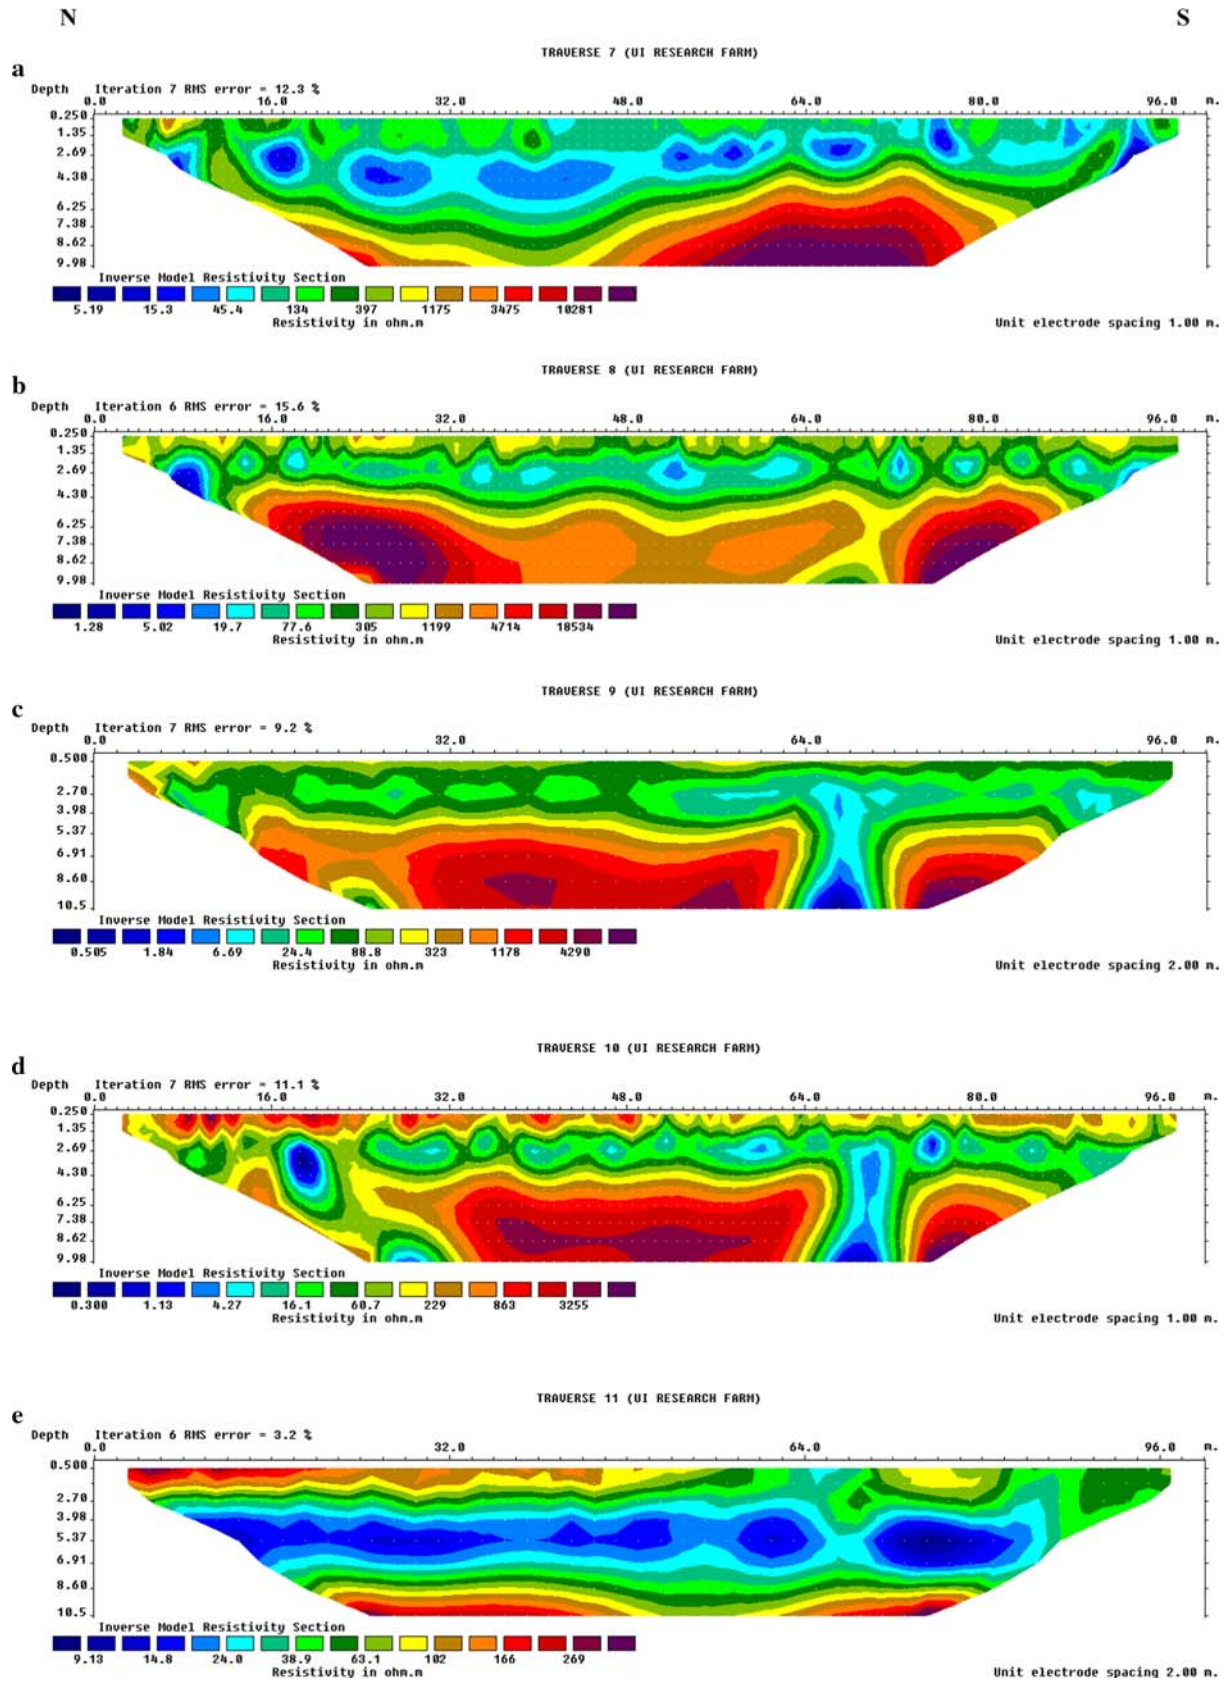 N S
TRAVERSE 7 (UI RESEARCH FARM)
a
Depth Iteration 7 RMS error = 12.3 %
0.0 16.0 32.0 48.0 64.0 80.0 96.0 m.
0.250
1.35
2.69
4.30
6.25
7.38
8.62
9.98
Inverse Model Resistivity Section
5.19 15.3 45.4 134 397 1175 3475 10281
Resistivity in ohm.m
Unit electrode spacing 1.00 m.
TRAVERSE 8 (UI RESEARCH FARM)
b
Depth Iteration 6 RMS error = 15.6 %
0.0 16.0 32.0 48.0 64.0 80.0 96.0 m.
0.250
1.35
2.69
4.30
6.25
7.38
8.62
9.98
Inverse Model Resistivity Section
1.28 5.02 19.7 77.6 305 1199 4714 18534
Resistivity in ohm.m
Unit electrode spacing 1.00 m.
TRAVERSE 9 (UI RESEARCH FARM)
c
Depth Iteration 7 RMS error = 9.2 %
0.0 32.0 64.0 96.0 m.
0.500
2.70
3.98
5.37
6.91
8.60
10.5
Inverse Model Resistivity Section
0.505 1.84 6.69 24.4 88.8 323 1178 4290
Resistivity in ohm.m
Unit electrode spacing 2.00 m.
TRAVERSE 10 (UI RESEARCH FARM)
d
Depth Iteration 7 RMS error = 11.1 %
0.0 16.0 32.0 48.0 64.0 80.0 96.0 m.
0.250
1.35
2.69
4.30
6.25
7.38
8.62
9.98
Inverse Model Resistivity Section
0.300 1.13 4.27 16.1 60.7 229 863 3255
Resistivity in ohm.m
Unit electrode spacing 1.00 m.
TRAVERSE 11 (UI RESEARCH FARM)
e
Depth Iteration 6 RMS error = 3.2 %
0.0 32.0 64.0 96.0 m.
0.500
2.70
3.98
5.37
6.91
8.60
10.5
Inverse Model Resistivity Section
9.13 14.8 24.0 38.9 63.1 102 166 269
Resistivity in ohm.m
Unit electrode spacing 2.00 m.